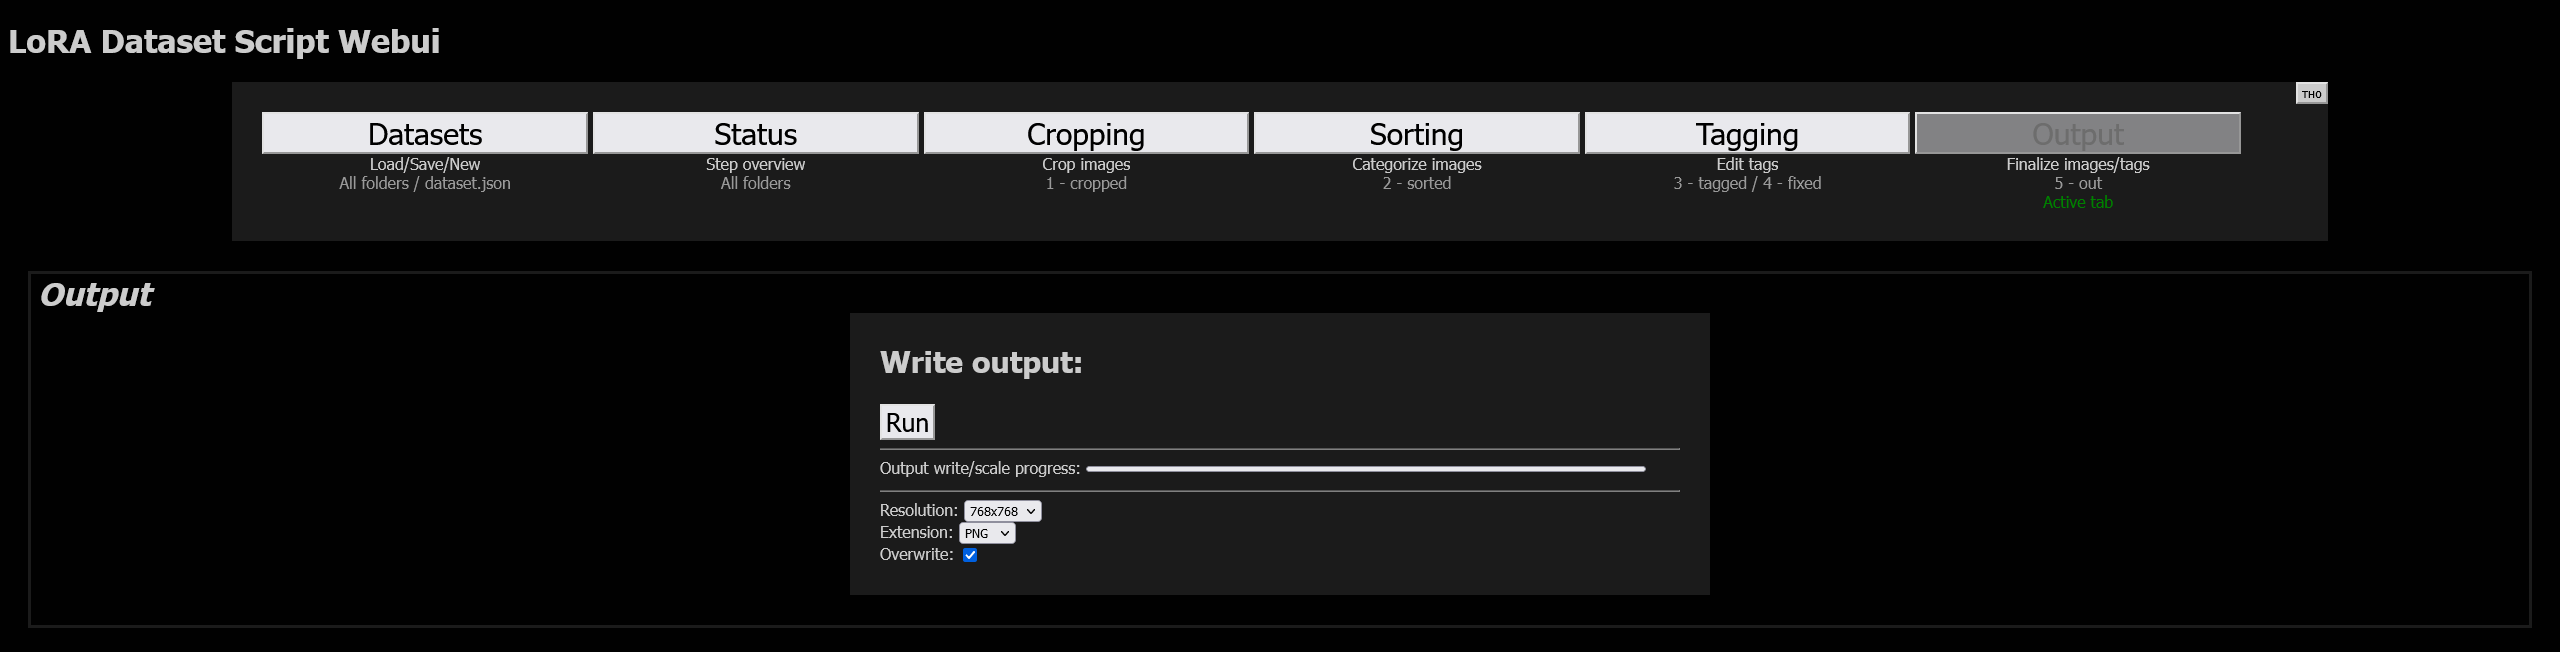 LoRA Dataset Script Webui
THO
Datasets Status Cropping Sorting Tagging Output
Load/Save/New Step overview Crop images Categorize images Edit tags Finalize images/tags
All folders / dataset.json All folders 1 - cropped 2 - sorted 3 - tagged / 4 - fixed 5 - out
Active tab
Output
Write output:
Run
Output write/scale progress:
Resolution: 768x768
Extension: PNG
Overwrite: